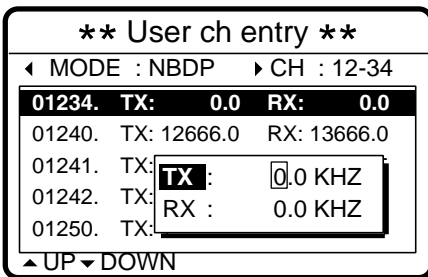 ** User ch entry **
◂ MODE : NBDP ▸ CH : 12-34
01234. TX: 0.0 RX: 0.0
01240. TX: 12666.0 RX: 13666.0
01241. TX:
TX : 0.0 KHZ
01242. TX:
RX : 0.0 KHZ
01250. TX:
▴ UP ▾ DOWN